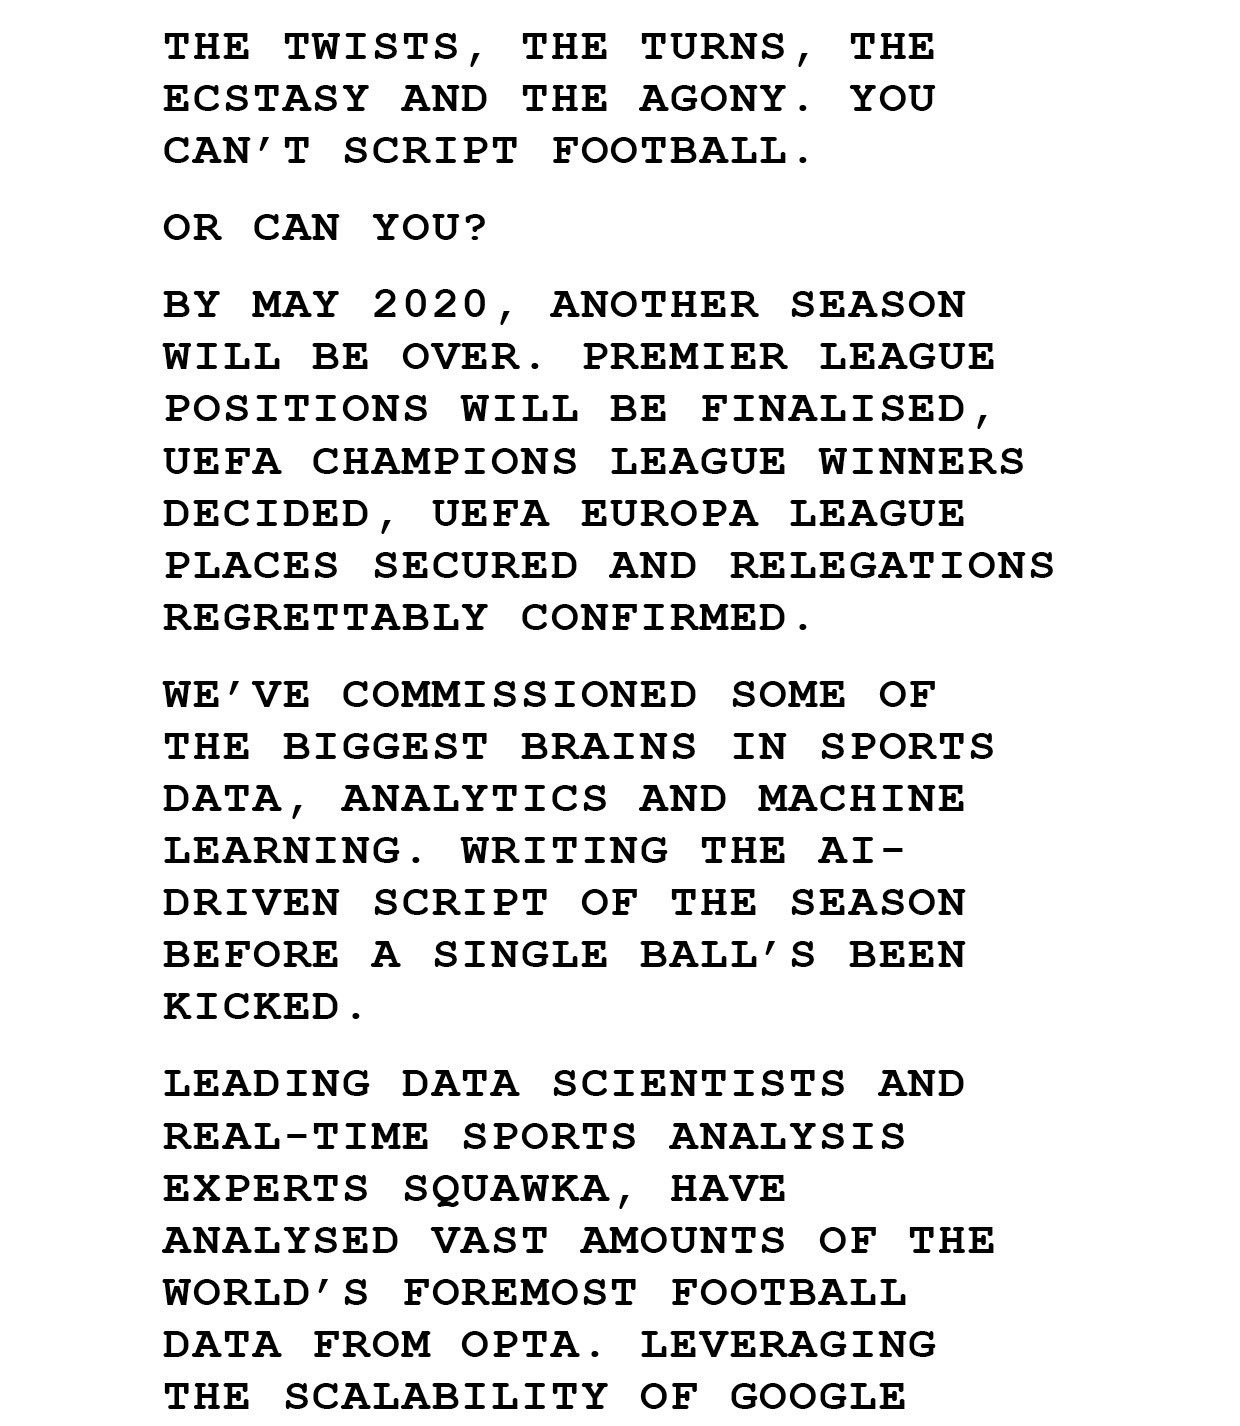 THE TWISTS, THE TURNS, THE
ECSTASY AND THE AGONY. YOU
CAN’T SCRIPT FOOTBALL.
OR CAN YOU?
BY MAY 2020, ANOTHER SEASON
WILL BE OVER. PREMIER LEAGUE
POSITIONS WILL BE FINALISED,
UEFA CHAMPIONS LEAGUE WINNERS
DECIDED, UEFA EUROPA LEAGUE
PLACES SECURED AND RELEGATIONS
REGRETTABLY CONFIRMED.
WE’VE COMMISSIONED SOME OF
THE BIGGEST BRAINS IN SPORTS
DATA, ANALYTICS AND MACHINE
LEARNING. WRITING THE AI-
DRIVEN SCRIPT OF THE SEASON
BEFORE A SINGLE BALL’S BEEN
KICKED.
LEADING DATA SCIENTISTS AND
REAL-TIME SPORTS ANALYSIS
EXPERTS SQUAWKA, HAVE
ANALYSED VAST AMOUNTS OF THE
WORLD’S FOREMOST FOOTBALL
DATA FROM OPTA. LEVERAGING
THE SCALABILITY OF GOOGLE